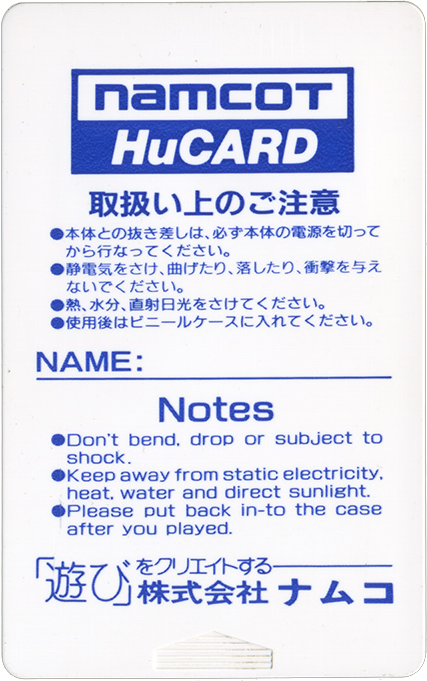 namcot
HuCARD
取扱い上のご注意
●本体との抜き差しは、必ず本体の電源を切って
から行なってください。
●静電気をさけ、曲げたり、落したり、衝撃を与え
ないでください。
●熱、水分、直射日光をさけてください。
●使用後はビニールケースに入れてください。
NAME:
Notes
●Don't bend, drop or subject to
shock.
●Keep away from static electricity,
heat, water and direct sunlight.
●Please put back in-to the case
after you played.
「遊び」をクリエイトする
株式会社 ナムコ